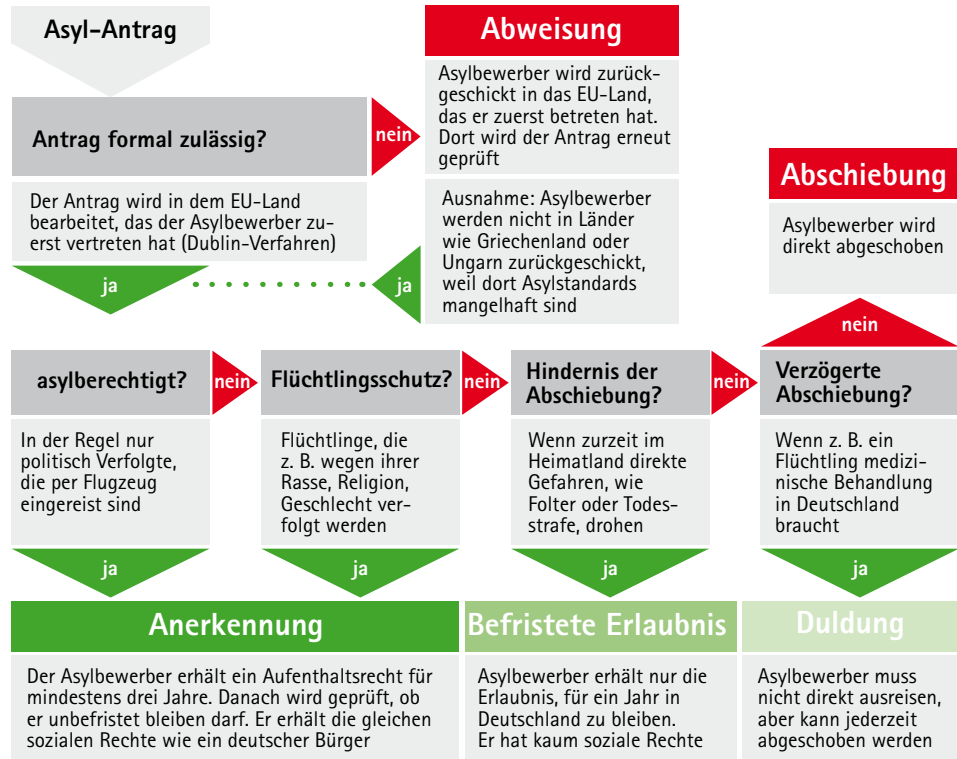 Asyl-Antrag
Antrag formal zulässig?
nein
Der Antrag wird in dem EU-Land
bearbeitet, das der Asylbewerber zu-
erst vertreten hat (Dublin-Verfahren)
ja
Abweisung
Asylbewerber wird zurück-
geschickt in das EU-Land,
das er zuerst betreten hat.
Dort wird der Antrag erneut
geprüft
Ausnahme: Asylbewerber
werden nicht in Länder
wie Griechenland oder
Ungarn zurückgeschickt,
weil dort Asylstandards
mangelhaft sind
ja
Abschiebung
Asylbewerber wird
direkt abgeschoben
nein
asylberechtigt?
nein
In der Regel nur
politisch Verfolgte,
die per Flugzeug
eingereist sind
ja
Flüchtlingsschutz?
nein
Flüchtlinge, die
z. B. wegen ihrer
Rasse, Religion,
Geschlecht ver-
folgt werden
ja
Hindernis der
Abschiebung?
nein
Wenn zurzeit im
Heimatland direkte
Gefahren, wie
Folter oder Todes-
strafe, drohen
ja
Verzögerte
Abschiebung?
Wenn z. B. ein
Flüchtling medizi-
nische Behandlung
in Deutschland
braucht
ja
Anerkennung
Der Asylbewerber erhält ein Aufenthaltsrecht für
mindestens drei Jahre. Danach wird geprüft, ob
er unbefristet bleiben darf. Er erhält die gleichen
sozialen Rechte wie ein deutscher Bürger
Befristete Erlaubnis
Asylbewerber erhält nur die
Erlaubnis, für ein Jahr in
Deutschland zu bleiben.
Er hat kaum soziale Rechte
Duldung
Asylbewerber muss
nicht direkt ausreisen,
aber kann jederzeit
abgeschoben werden